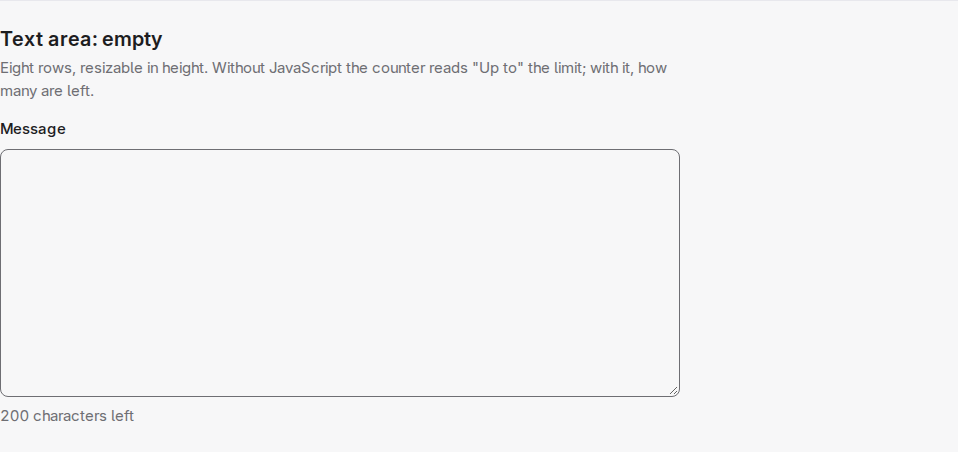 Text area: empty
Eight rows, resizable in height. Without JavaScript the counter reads "Up to" the limit; with it, how
many are left.
Message
200 characters left